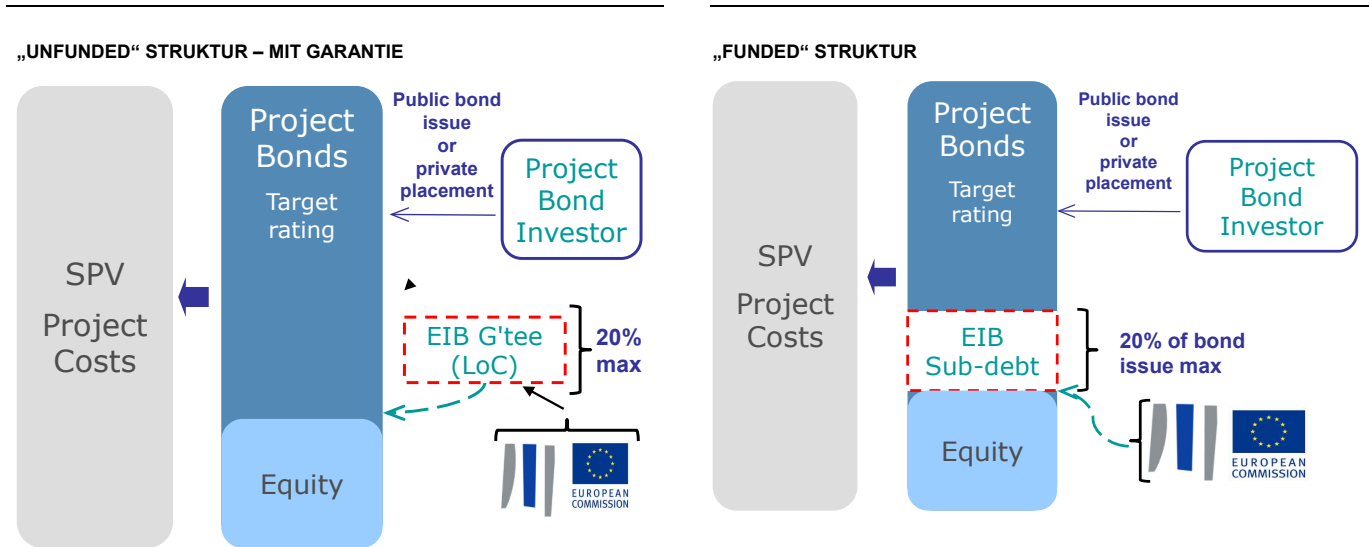 „UNFUNDED“ STRUKTUR – MIT GARANTIE
SPV
Project
Costs
Project
Bonds
Target
rating
Equity
Public bond
issue
or
private
placement
Project
Bond
Investor
EIB G'tee
(LoC)
20%
max
EUROPEAN
COMMISSION
„FUNDED“ STRUKTUR
SPV
Project
Costs
Project
Bonds
Target
rating
EIB
Sub-debt
Equity
Public bond
issue
or
private
placement
Project
Bond
Investor
20% of bond
issue max
EUROPEAN
COMMISSION